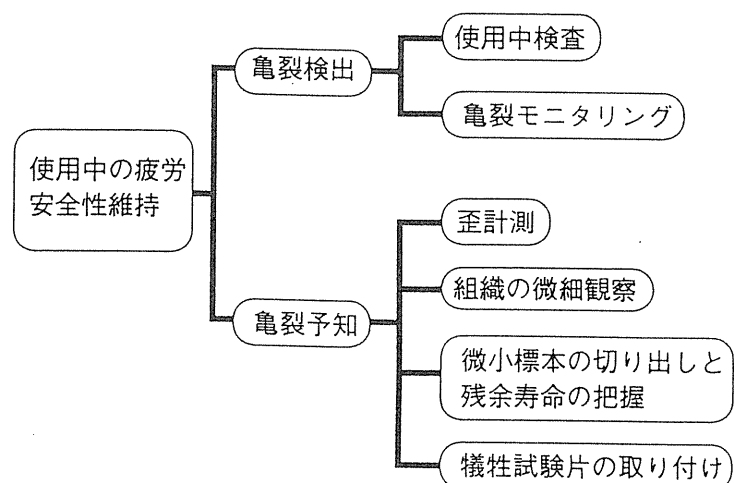 使用中の疲労
安全性維持
亀裂検出
使用中検査
亀裂モニタリング
亀裂予知
歪計測
組織の微細観察
微小標本の切り出しと
残余寿命の把握
犠牲試験片の取り付け